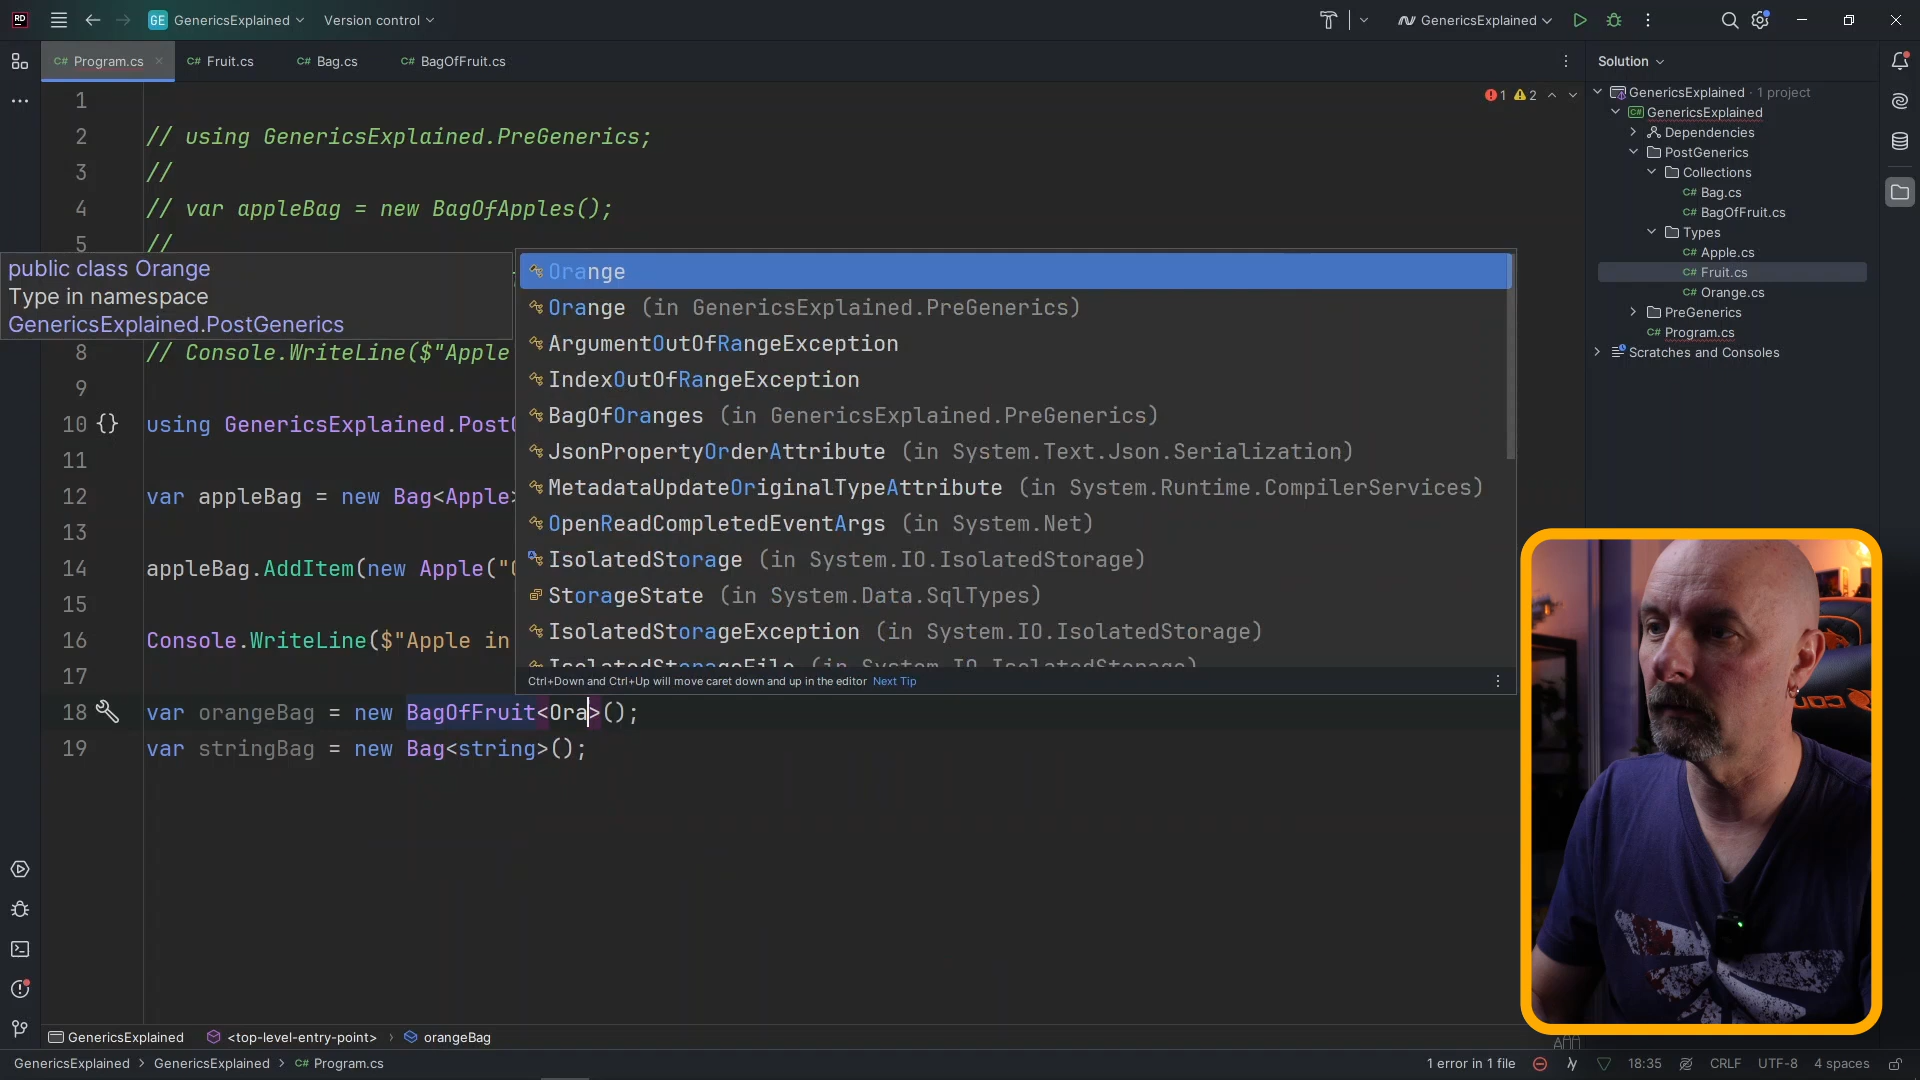 RD
GE GenericsExplained
Version control
GenericsExplained
C# Program.cs
C# Fruit.cs
C# Bag.cs
C# BagOfFruit.cs
Solution
1
2
GenericsExplained · 1 project
GenericsExplained
Dependencies
PostGenerics
Collections
C# Bag.cs
C# BagOfFruit.cs
Types
C# Apple.cs
C# Fruit.cs
C# Orange.cs
PreGenerics
C# Program.cs
Scratches and Consoles
1
2 // using GenericsExplained.PreGenerics;
3 //
4 // var appleBag = new BagOfApples();
5 //
public class Orange
Type in namespace
GenericsExplained.PostGenerics
8 // Console.WriteLine($"Apple
9
10 using GenericsExplained.Post
11
12 var appleBag = new Bag<Apple>
13
14 appleBag.AddItem(new Apple("
15
16 Console.WriteLine($"Apple in
17
18 var orangeBag = new BagOfFruit<Ora>();
19 var stringBag = new Bag<string>();
Orange
Orange (in GenericsExplained.PreGenerics)
ArgumentOutOfRangeException
IndexOutOfRangeException
BagOfOranges (in GenericsExplained.PreGenerics)
JsonPropertyOrderAttribute (in System.Text.Json.Serialization)
MetadataUpdateOriginalTypeAttribute (in System.Runtime.CompilerServices)
OpenReadCompletedEventArgs (in System.Net)
IsolatedStorage (in System.IO.IsolatedStorage)
StorageState (in System.Data.SqlTypes)
IsolatedStorageException (in System.IO.IsolatedStorage)
IsolatedStorageFile (in System.IO.IsolatedStorage)
Ctrl+Down and Ctrl+Up will move caret down and up in the editor Next Tip
GenericsExplained
<top-level-entry-point>
orangeBag
GenericsExplained > GenericsExplained > C# Program.cs
1 error in 1 file
18:35
CRLF
UTF-8
4 spaces